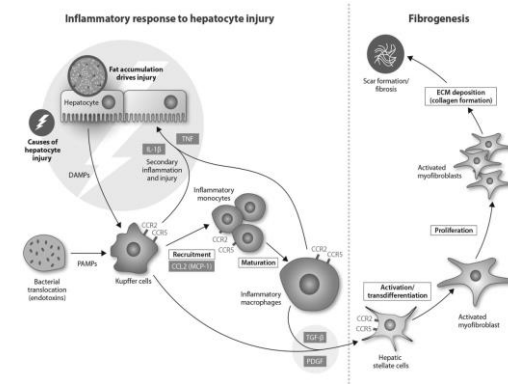 Inflammatory response to hepatocyte injury
Fibrogenesis
Fat accumulation
drives injury
Hepatocyte
Causes of
hepatocyte
injury
DAMPs
IL-1β
TNF
Secondary
inflammation
and injury
Inflammatory
monocytes
CCR2
CCR5
CCR2
CCR5
Bacterial
translocation
(endotoxins)
PAMPs
Kupffer cells
Recruitment
CCL2 (MCP-1)
Maturation
CCR2
CCR5
Inflammatory
macrophages
TGF-β
PDGF
Scar formation/
fibrosis
ECM deposition
(collagen formation)
Activated
myofibroblasts
Proliferation
Activation/
transdifferentiation
CCR2
CCR5
Hepatic
stellate cells
Activated
myofibroblast